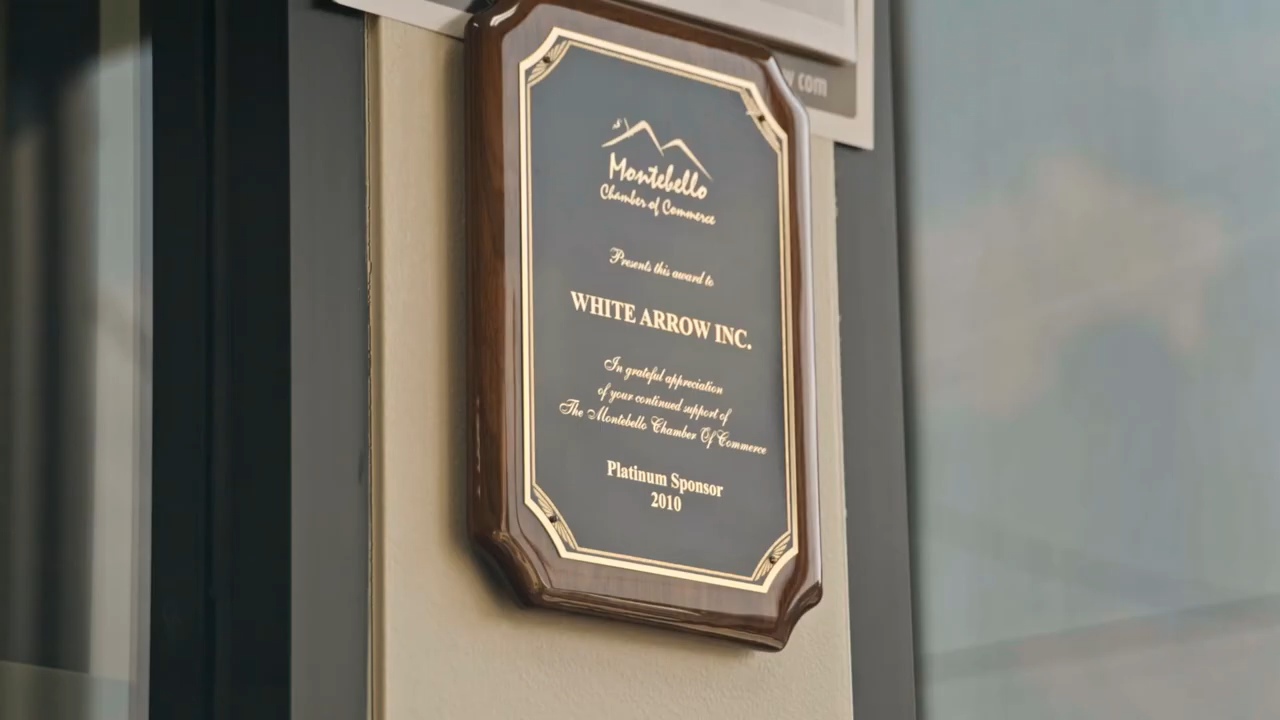 com
Montebello
Chamber of Commerce
Presents this award to
WHITE ARROW INC.
In grateful appreciation
of your continued support of
The Montebello Chamber Of Commerce
Platinum Sponsor
2010